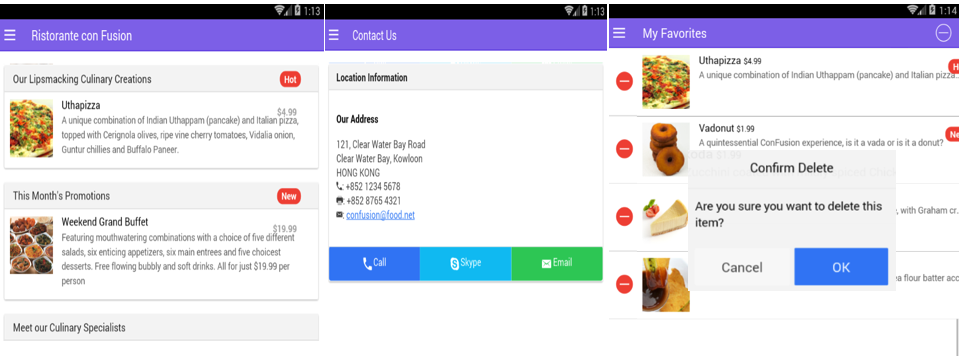 1:13
Ristorante con Fusion
Our Lipsmacking Culinary Creations
Hot
Uthapizza
$4.99
A unique combination of Indian Uthappam (pancake) and Italian pizza,
topped with Cerignola olives, ripe vine cherry tomatoes, Vidalia onion,
Guntur chillies and Buffalo Paneer.
This Month's Promotions
New
Weekend Grand Buffet
$19.99
Featuring mouthwatering combinations with a choice of five different
salads, six enticing appetizers, six main entrees and five choicest
desserts. Free flowing bubbly and soft drinks. All for just $19.99 per
person
Meet our Culinary Specialists
1:13
Contact Us
Location Information
Our Address
121, Clear Water Bay Road
Clear Water Bay, Kowloon
HONG KONG
: +852 1234 5678
: +852 8765 4321
: confusion@food.net
Call
Skype
Email
1:14
My Favorites
Uthapizza $4.99
H
A unique combination of Indian Uthappam (pancake) and Italian pizza...
Vadonut $1.99
Ne
A quintessential ConFusion experience, is it a vada or is it a donut?
Confirm Delete
Are you sure you want to delete this
item?
, with Graham cr...
Cancel
OK
ea flour batter acc